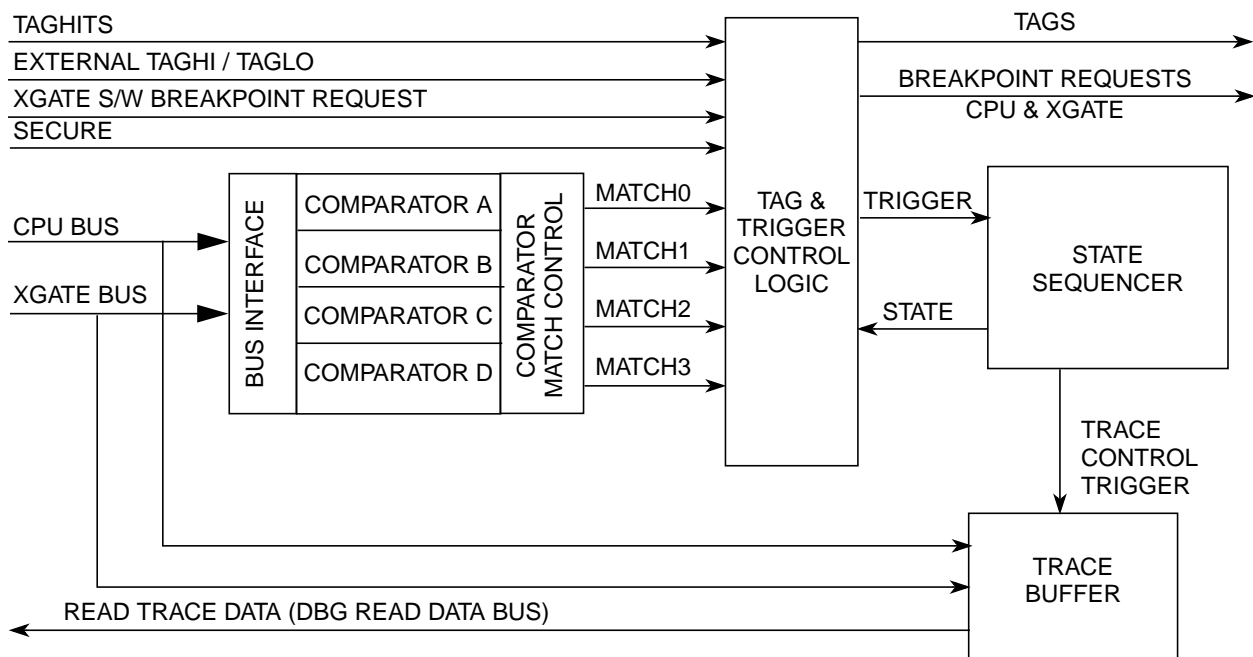 TAGHITS
EXTERNAL TAGHI / TAGLO
XGATE S/W BREAKPOINT REQUEST
SECURE
TAGS
BREAKPOINT REQUESTS
CPU & XGATE
CPU BUS
XGATE BUS
BUS INTERFACE
COMPARATOR A
COMPARATOR B
COMPARATOR C
COMPARATOR D
COMPARATOR
MATCH CONTROL
MATCH0
MATCH1
MATCH2
MATCH3
TAG &
TRIGGER
CONTROL
LOGIC
TRIGGER
STATE
STATE
SEQUENCER
TRACE
CONTROL
TRIGGER
TRACE
BUFFER
READ TRACE DATA (DBG READ DATA BUS)